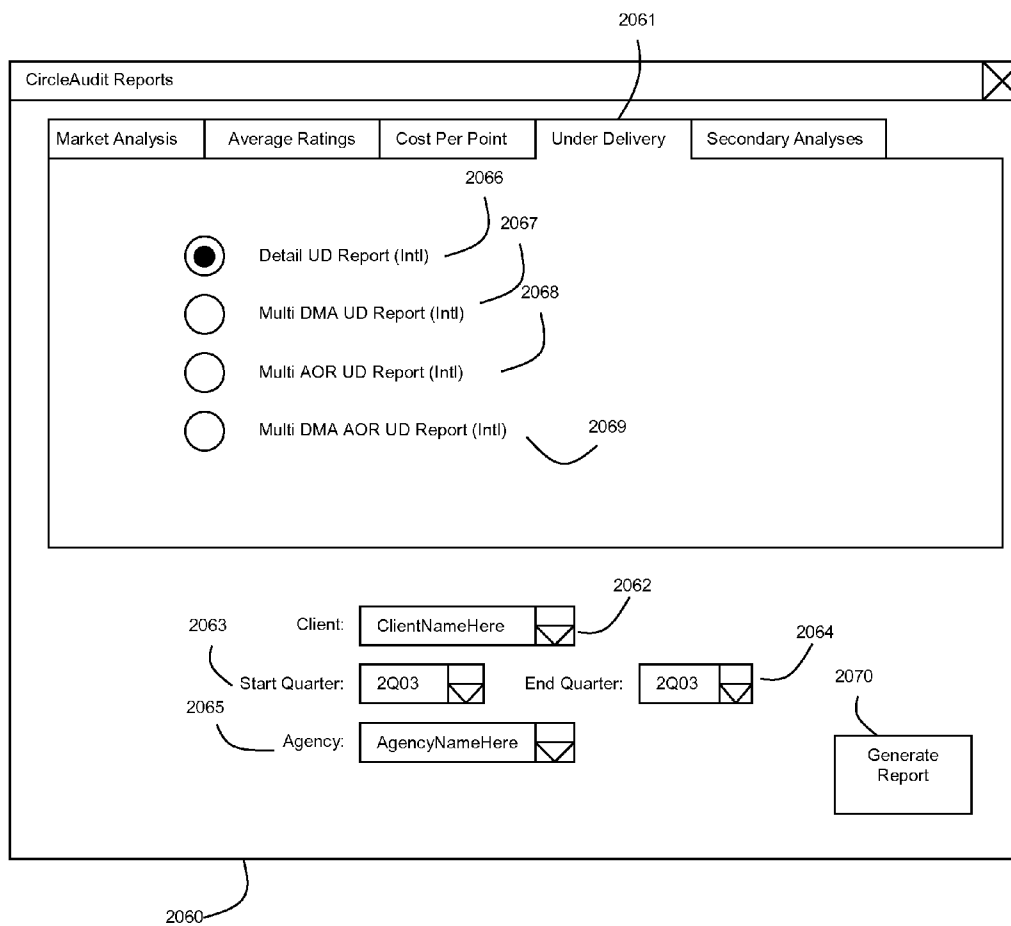 2061
CircleAudit Reports
Market Analysis
Average Ratings
Cost Per Point
Under Delivery
Secondary Analyses
2066
2067
Detail UD Report (Intl)
2068
Multi DMA UD Report (Intl)
Multi AOR UD Report (Intl)
2069
Multi DMA AOR UD Report (Intl)
2062
2063
Client:
ClientNameHere
2064
Start Quarter:
2Q03
End Quarter:
2Q03
2070
2065
Agency:
AgencyNameHere
Generate
Report
2060